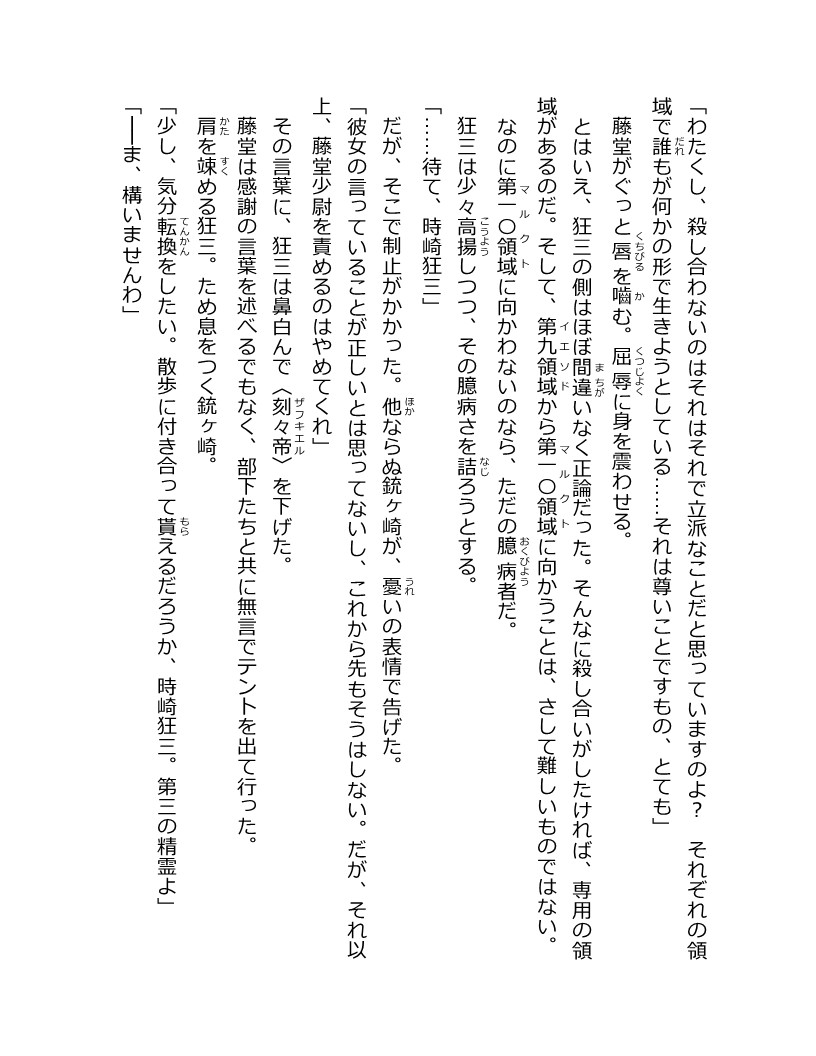 「わたくし、殺し合わないのはそれはそれで立派なことだと思っていますのよ？　それぞれの領
域で誰もが何かの形で生きようとしている……それは尊いことですもの、とても」
藤堂がぐっと唇を嚙む。屈辱に身を震わせる。
とはいえ、狂三の側はほぼ間違いなく正論だった。そんなに殺し合いがしたければ、専用の領
域があるのだ。そして、第九領域から第一〇領域に向かうことは、さして難しいものではない。
なのに第一〇領域に向かわないのなら、ただの臆病者だ。
狂三は少々高揚しつつ、その臆病さを詰ろうとする。
「……待て、時崎狂三」
だが、そこで制止がかかった。他ならぬ銃ヶ崎が、憂いの表情で告げた。
「彼女の言っていることが正しいとは思ってないし、これから先もそうはしない。だが、それ以
上、藤堂少尉を責めるのはやめてくれ」
その言葉に、狂三は鼻白んで〈刻々帝〉を下げた。
藤堂は感謝の言葉を述べるでもなく、部下たちと共に無言でテントを出て行った。
肩を竦める狂三。ため息をつく銃ヶ崎。
「少し、気分転換をしたい。散歩に付き合って貰えるだろうか、時崎狂三。第三の精霊よ」
「――ま、構いませんわ」